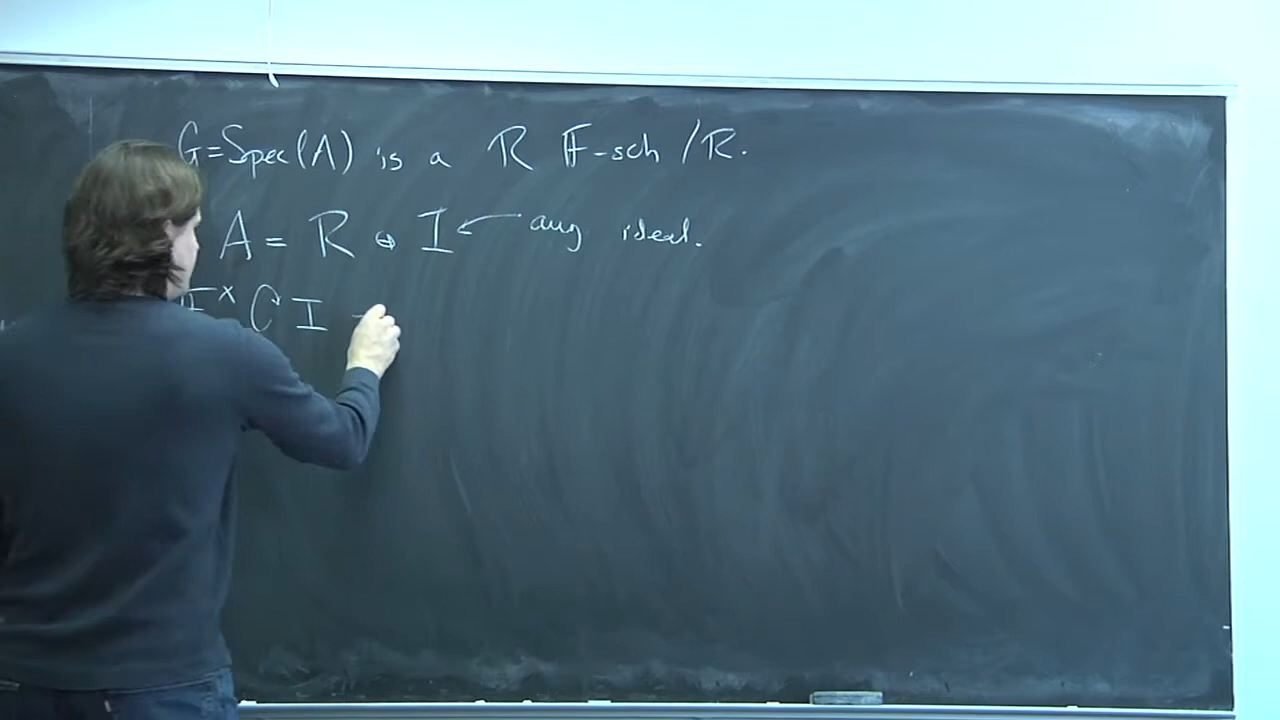 G=Spec(A) is a R 𝔽-sch /R.
A = R ⊕ I ← aug ideal.
𝔽^× ↻ I